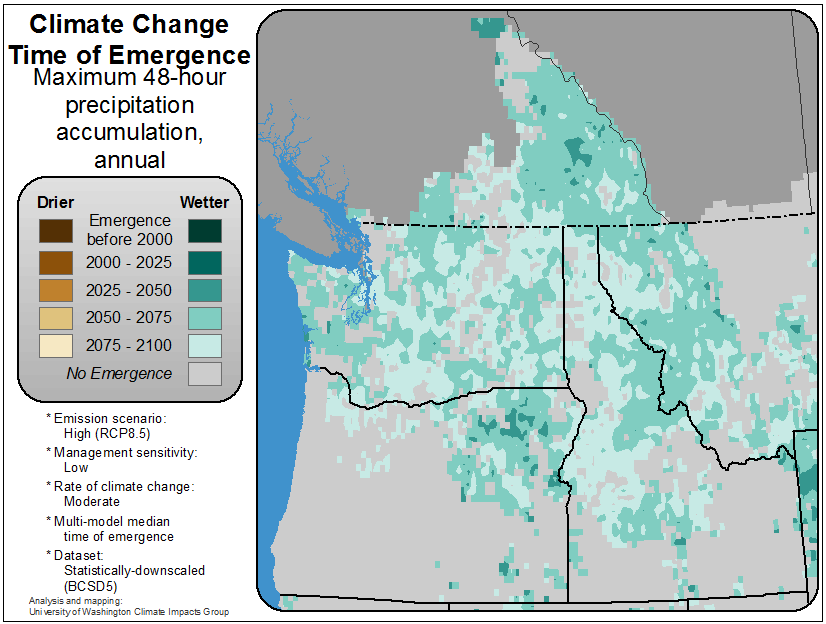 Climate Change
Time of Emergence
Maximum 48-hour
precipitation
accumulation,
annual
Drier Wetter
Emergence
before 2000
2000 - 2025
2025 - 2050
2050 - 2075
2075 - 2100
No Emergence
* Emission scenario:
High (RCP8.5)
* Management sensitivity:
Low
* Rate of climate change:
Moderate
* Multi-model median
time of emergence
* Dataset:
Statistically-downscaled
(BCSD5)
Analysis and mapping:
University of Washington Climate Impacts Group